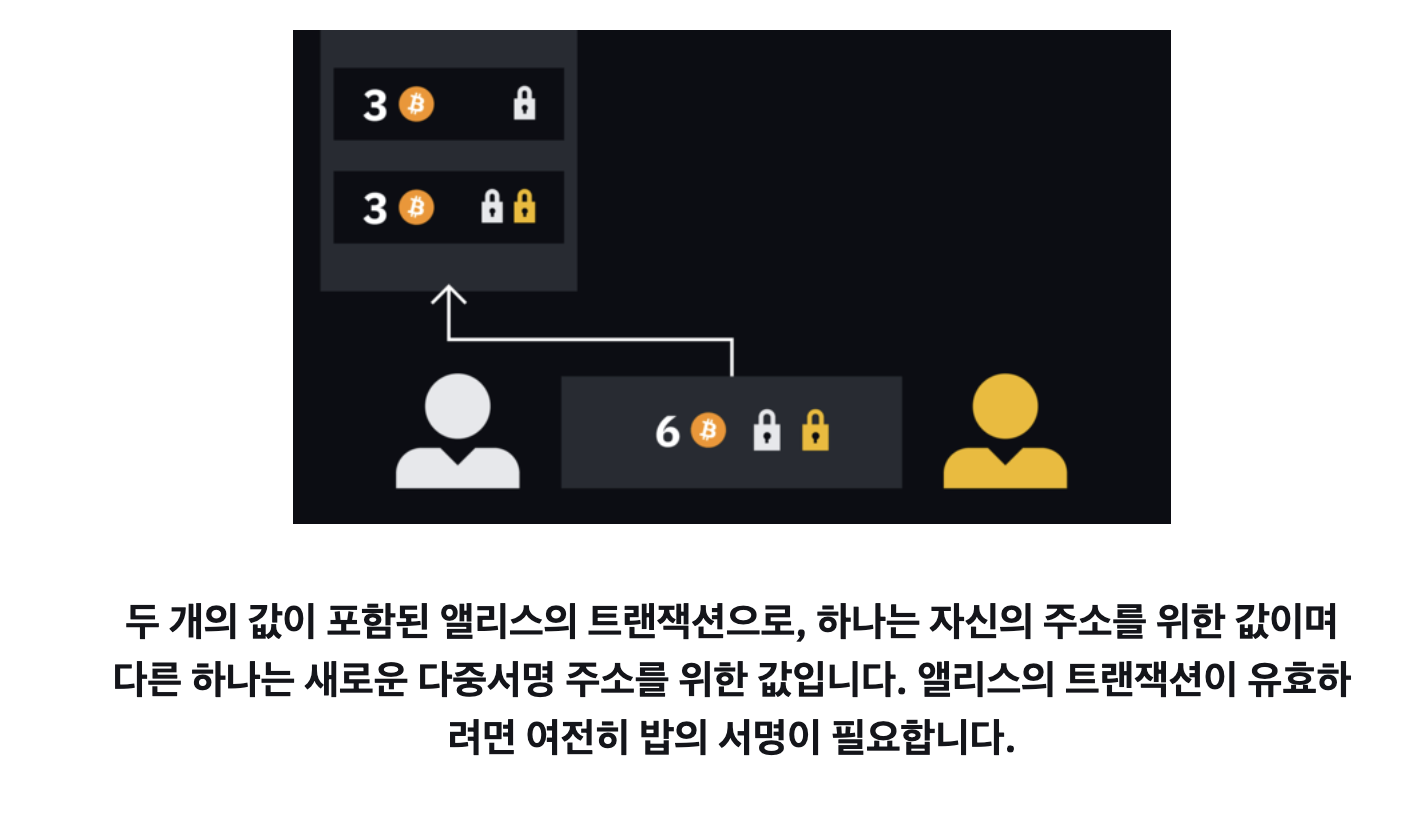 3
3
6
두 개의 값이 포함된 앨리스의 트랜잭션으로, 하나는 자신의 주소를 위한 값이며
다른 하나는 새로운 다중서명 주소를 위한 값입니다. 앨리스의 트랜잭션이 유효하
려면 여전히 밥의 서명이 필요합니다.